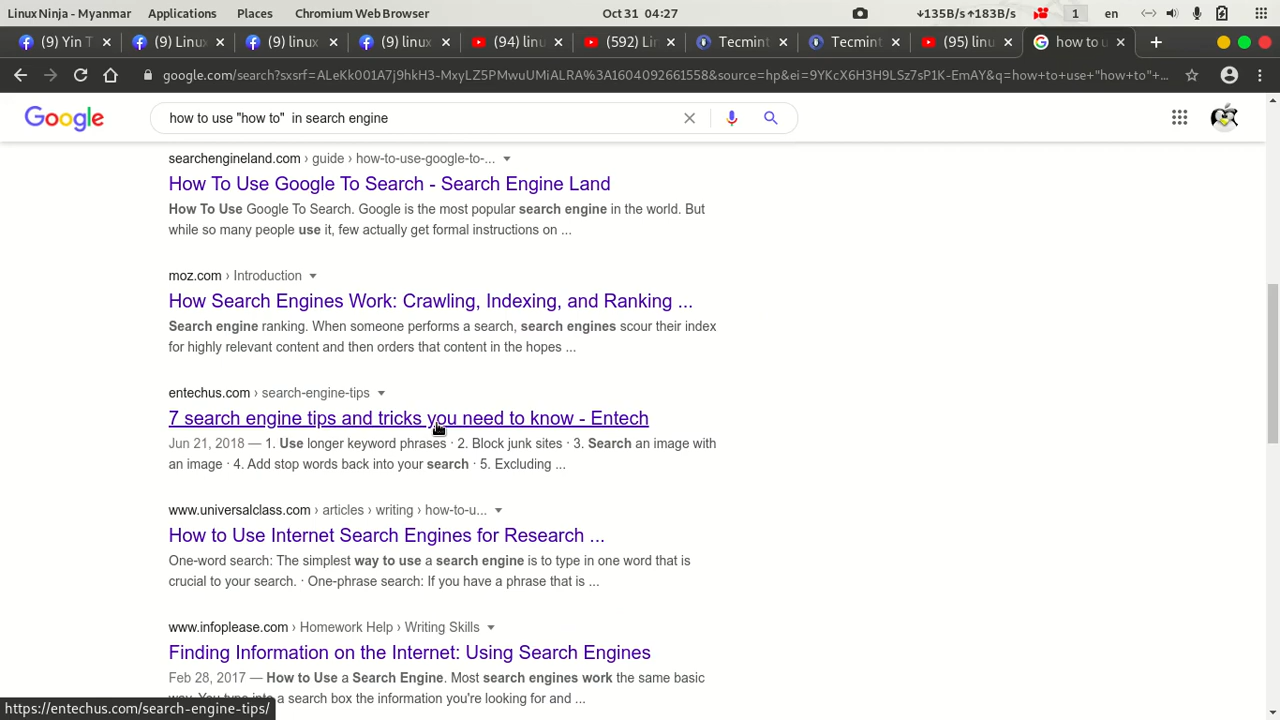 Linux Ninja - Myanmar Applications Places Chromium Web Browser Oct 31 04:27 ↓135B/s↑183B/s 1 en
(9) Yin T (9) Linux (9) linux (9) linux (94) linu (592) Lin Tecmint Tecmint (95) linu how to u
google.com/search?sxsrf=ALeKk001A7j9hkH3-MxyLZ5PMwuUMiALRA%3A1604092661558&source=hp&ei=9YKcX6H3H9LSz7sP1K-EmAY&q=how+to+use+"how+to"+...
Google how to use "how to"  in search engine
searchengineland.com › guide › how-to-use-google-to-...
How To Use Google To Search - Search Engine Land
How To Use Google To Search. Google is the most popular search engine in the world. But
while so many people use it, few actually get formal instructions on ...
moz.com › Introduction
How Search Engines Work: Crawling, Indexing, and Ranking ...
Search engine ranking. When someone performs a search, search engines scour their index
for highly relevant content and then orders that content in the hopes ...
entechus.com › search-engine-tips
7 search engine tips and tricks you need to know - Entech
Jun 21, 2018 — 1. Use longer keyword phrases · 2. Block junk sites · 3. Search an image with
an image · 4. Add stop words back into your search · 5. Excluding ...
www.universalclass.com › articles › writing › how-to-u...
How to Use Internet Search Engines for Research ...
One-word search: The simplest way to use a search engine is to type in one word that is
crucial to your search. · One-phrase search: If you have a phrase that is ...
www.infoplease.com › Homework Help › Writing Skills
Finding Information on the Internet: Using Search Engines
Feb 28, 2017 — How to Use a Search Engine. Most search engines work the same basic
way. You type into a search box the information you're looking for and ...
https://entechus.com/search-engine-tips/